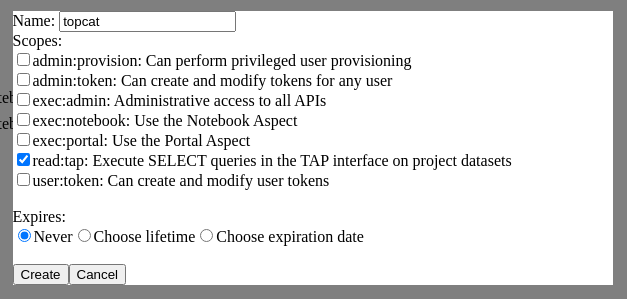 Name: topcat
Scopes:
admin:provision: Can perform privileged user provisioning
admin:token: Can create and modify tokens for any user
exec:admin: Administrative access to all APIs
exec:notebook: Use the Notebook Aspect
exec:portal: Use the Portal Aspect
read:tap: Execute SELECT queries in the TAP interface on project datasets
user:token: Can create and modify user tokens
Expires:
Never Choose lifetime Choose expiration date
Create Cancel